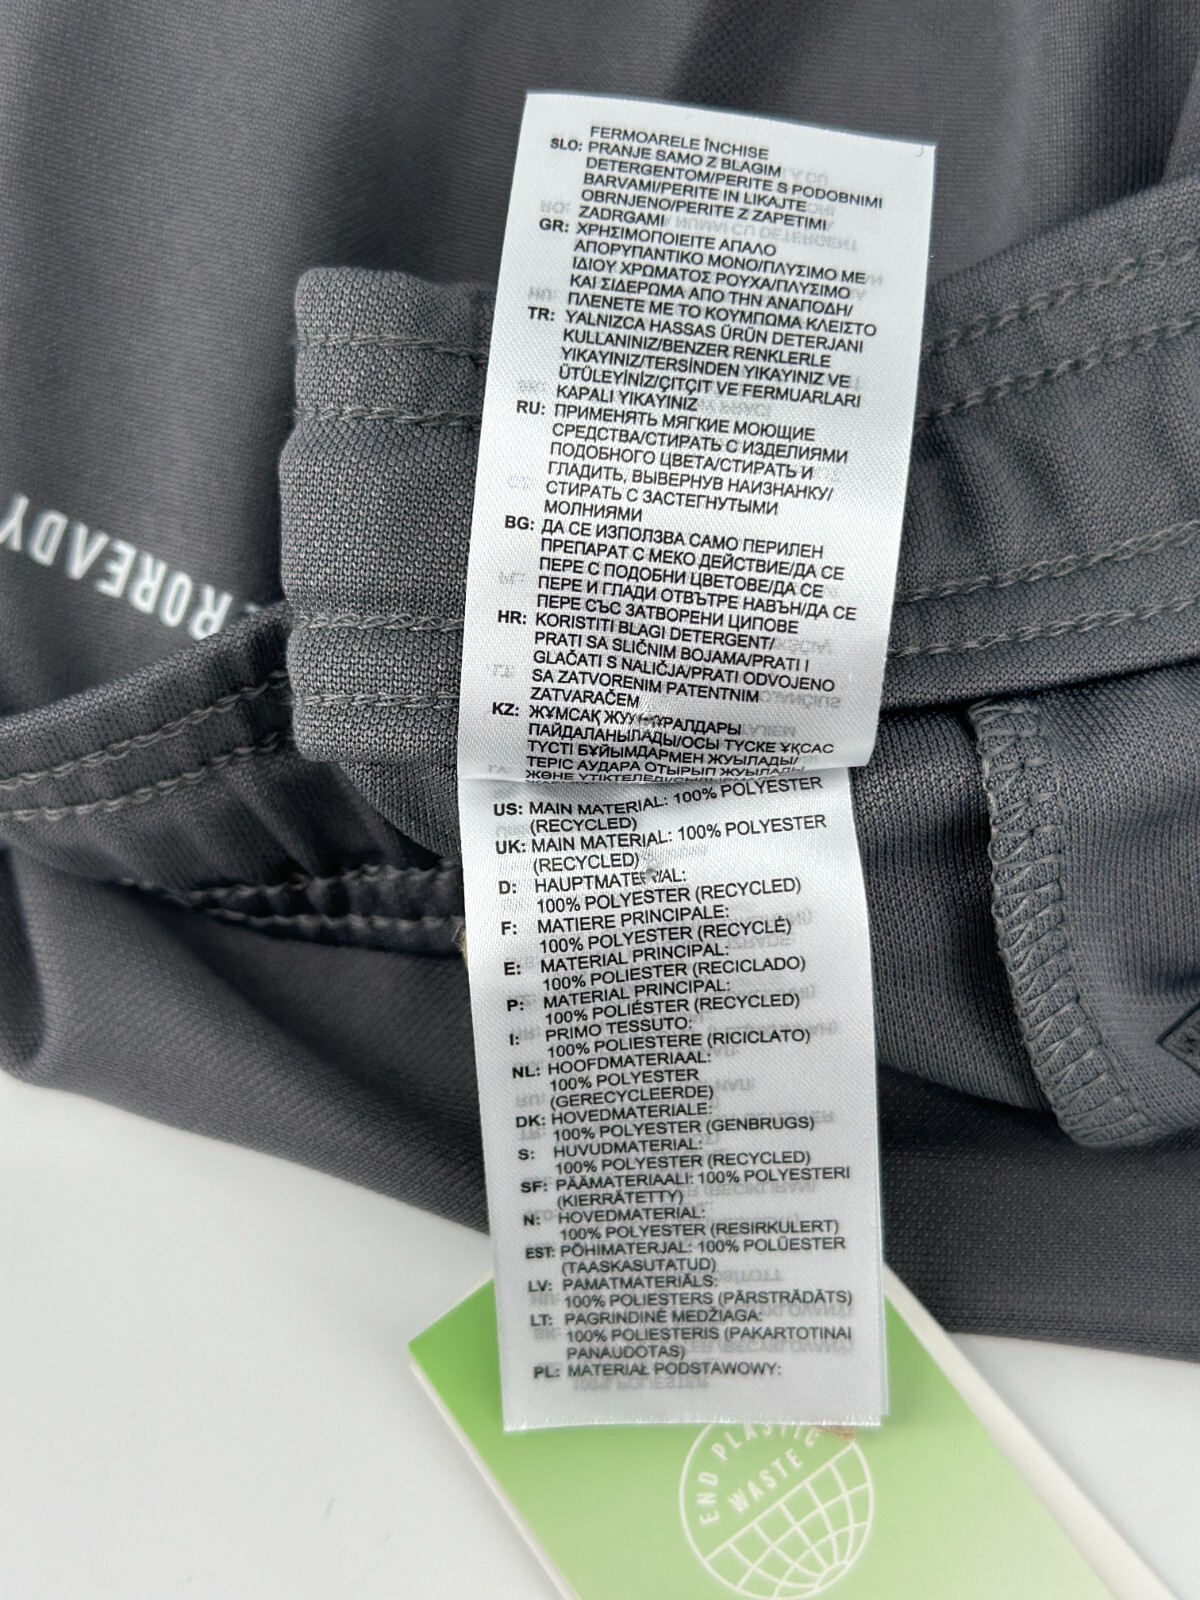 FERMOARELE ÎNCHISE
SLO: PRANJE SAMO Z BLAGIM
DETERGENTOM/PERITE S PODOBNIMI
BARVAMI/PERITE IN LIKAJTE
OBRNJENO/PERITE Z ZAPETIMI
ZADRGAMI
GR: ΧΡΗΣΙΜΟΠΟΙΕΙΤΕ ΑΠΑΛΟ
ΑΠΟΡΥΠΑΝΤΙΚΟ ΜΟΝΟ/ΠΛΥΣΙΜΟ ΜΕ
ΙΔΙΟΥ ΧΡΩΜΑΤΟΣ ΡΟΥΧΑ/ΠΛΥΣΙΜΟ
ΚΑΙ ΣΙΔΕΡΩΜΑ ΑΠΟ ΤΗΝ ΑΝΑΠΟΔΗ/
ΠΛΕΝΕΤΕ ΜΕ ΤΟ ΚΟΥΜΠΩΜΑ ΚΛΕΙΣΤΟ
TR: YALNIZCA HASSAS ÜRÜN DETERJANI
KULLANINIZ/BENZER RENKLERLE
YIKAYINIZ/TERSİNDEN YIKAYINIZ VE
ÜTÜLEYİNİZ/ÇITÇIT VE FERMUARLARI
KAPALI YIKAYINIZ
RU: ПРИМЕНЯТЬ МЯГКИЕ МОЮЩИЕ
СРЕДСТВА/СТИРАТЬ С ИЗДЕЛИЯМИ
ПОДОБНОГО ЦВЕТА/СТИРАТЬ И
ГЛАДИТЬ, ВЫВЕРНУВ НАИЗНАНКУ/
СТИРАТЬ С ЗАСТЕГНУТЫМИ
МОЛНИЯМИ
BG: ДА СЕ ИЗПОЛЗВА САМО ПЕРИЛЕН
ПРЕПАРАТ С МЕКО ДЕЙСТВИЕ/ДА СЕ
ПЕРЕ С ПОДОБНИ ЦВЕТОВЕ/ДА СЕ
ПЕРЕ И ГЛАДИ ОТВЪТРЕ НАВЪН/ДА СЕ
ПЕРЕ СЪС ЗАТВОРЕНИ ЦИПОВЕ
HR: KORISTITI BLAGI DETERGENT/
PRATI SA SLIČNIM BOJAMA/PRATI I
GLAČATI S NALIČJA/PRATI ODVOJENO
SA ZATVORENIM PATENTNIM
ZATVARAČEM
KZ: ЖҰМСАҚ ЖУУ ҚҰРАЛДАРЫ
ПАЙДАЛАНЫЛАДЫ/ОСЫ ТҮСКЕ ҰҚСАС
ТҮСТІ БҰЙЫМДАРМЕН ЖУЫЛАДЫ/
ТЕРІС АУДАРА ОТЫРЫП ЖУЫЛАДЫ
ЖӘНЕ
US: MAIN MATERIAL: 100% POLYESTER
(RECYCLED)
UK: MAIN MATERIAL: 100% POLYESTER
(RECYCLED)
D: HAUPTMATERIAL:
100% POLYESTER (RECYCLED)
F: MATIERE PRINCIPALE:
100% POLYESTER (RECYCLÉ)
E: MATERIAL PRINCIPAL:
100% POLIESTER (RECICLADO)
P: MATERIAL PRINCIPAL:
100% POLIÉSTER (RECYCLED)
I: PRIMO TESSUTO:
100% POLIESTERE (RICICLATO)
NL: HOOFDMATERIAAL:
100% POLYESTER
(GERECYCLEERDE)
DK: HOVEDMATERIALE:
100% POLYESTER (GENBRUGS)
S: HUVUDMATERIAL:
100% POLYESTER (RECYCLED)
SF: PÄÄMATERIAALI: 100% POLYESTERI
(KIERRÄTETTY)
N: HOVEDMATERIAL:
100% POLYESTER (RESIRKULERT)
EST: PÕHIMATERJAL: 100% POLÜESTER
(TAASKASUTATUD)
LV: PAMATMATERIĀLS:
100% POLIESTERS (PĀRSTRĀDĀTS)
LT: PAGRINDINĖ MEDŽIAGA:
100% POLIESTERIS (PAKARTOTINAI
PANAUDOTAS)
PL: MATERIAŁ PODSTAWOWY:
END PLASTIC
WASTE